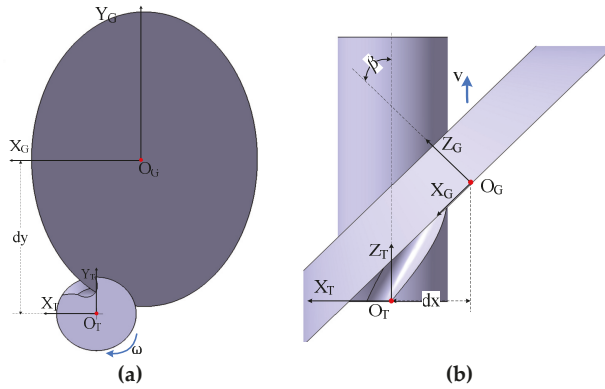 Y_G
X_G
O_G
dy
Y_T
X_T
O_T
ω
(a)
β
v
Z_G
X_G
O_G
Z_T
X_T
O_T
dx
(b)